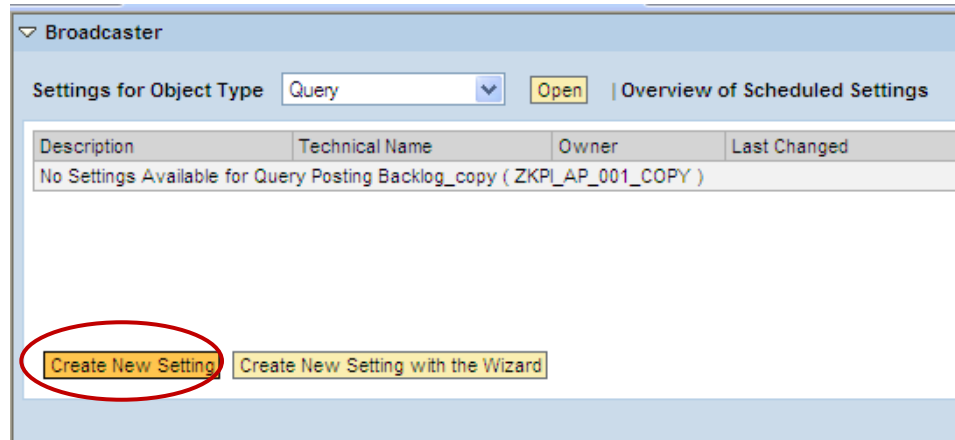 Broadcaster
Settings for Object Type Query Open | Overview of Scheduled Settings
Description Technical Name Owner Last Changed
No Settings Available for Query Posting Backlog_copy ( ZKPI_AP_001_COPY )
Create New Setting Create New Setting with the Wizard